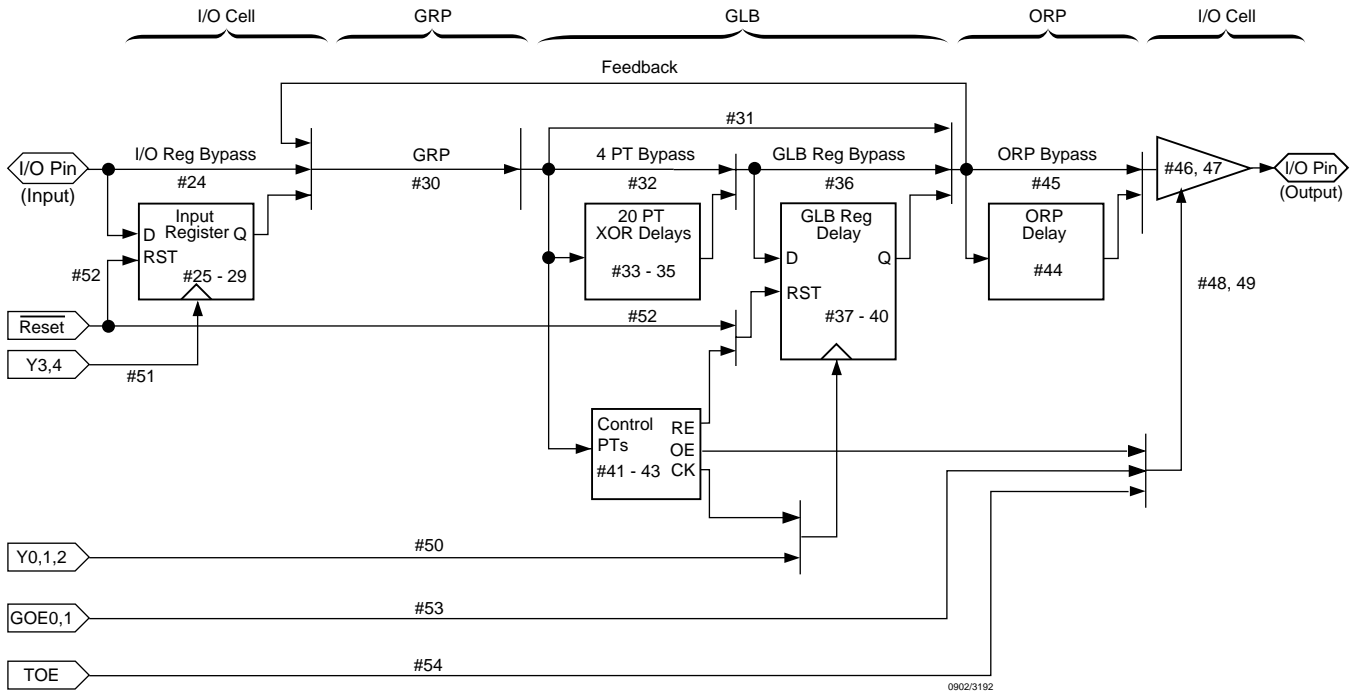 I/O Cell
GRP
GLB
ORP
I/O Cell
Feedback
#31
I/O Pin
(Input)
I/O Reg Bypass
#24
GRP
#30
4 PT Bypass
#32
GLB Reg Bypass
#36
ORP Bypass
#45
#46, 47
I/O Pin
(Output)
Input
Register
D
Q
RST
#25 - 29
20 PT
XOR Delays
#33 - 35
GLB Reg
Delay
D
Q
RST
#37 - 40
ORP
Delay
#44
#48, 49
#52
Reset
#52
Y3,4
#51
Control
PTs
#41 - 43
RE
OE
CK
Y0,1,2
#50
GOE0,1
#53
TOE
#54
0902/3192